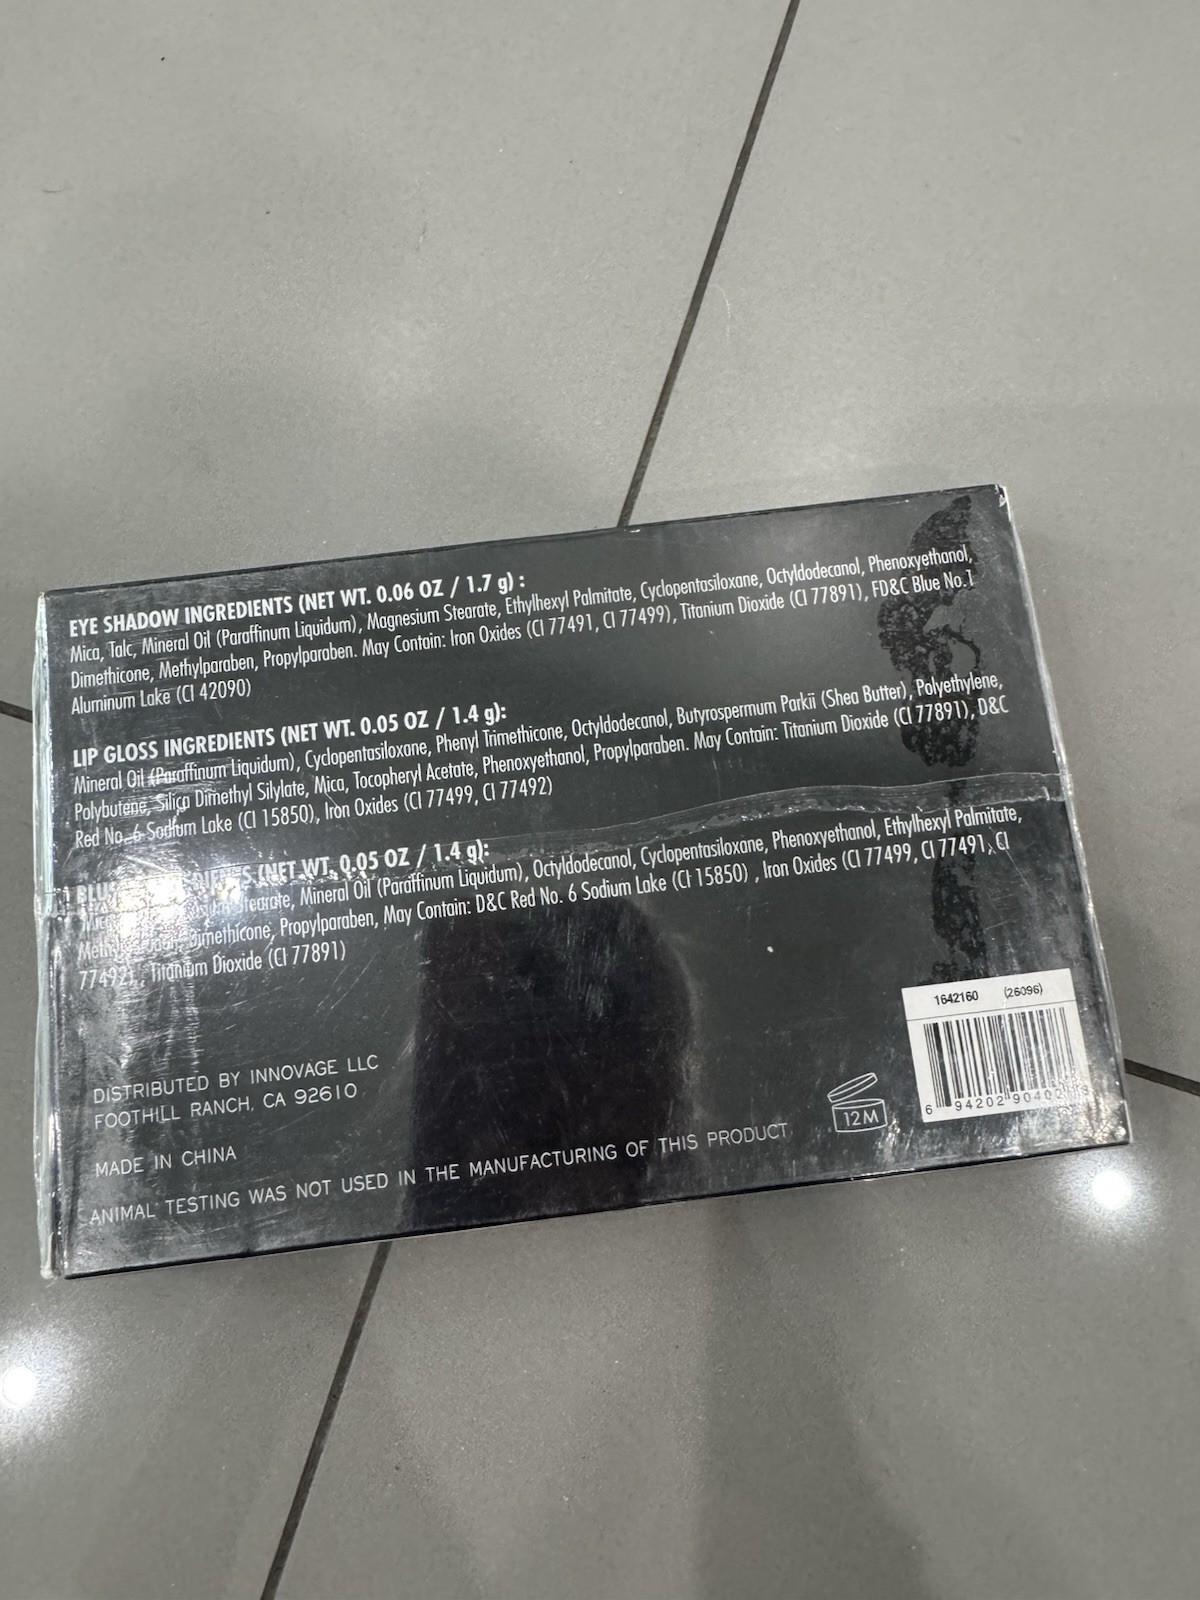 EYE SHADOW INGREDIENTS (NET WT. 0.06 OZ / 1.7 g) :
Mica, Talc, Mineral Oil (Paraffinum Liquidum), Magnesium Stearate, Ethylhexyl Palmitate, Cyclopentasiloxane, Octyldodecanol, Phenoxyethanol,
Dimethicone, Methylparaben, Propylparaben. May Contain: Iron Oxides (CI 77491, CI 77499), Titanium Dioxide (CI 77891), FD&C Blue No.1
Aluminum Lake (CI 42090)
LIP GLOSS INGREDIENTS (NET WT. 0.05 OZ / 1.4 g):
Mineral Oil (Paraffinum Liquidum), Cyclopentasiloxane, Phenyl Trimethicone, Octyldodecanol, Butyrospermum Parkii (Shea Butter), Polyethylene,
Polybutene, Silica Dimethyl Silylate, Mica, Tocopheryl Acetate, Phenoxyethanol, Propylparaben. May Contain: Titanium Dioxide (CI 77891), D&C
Red No. 6 Sodium Lake (CI 15850), Iron Oxides (CI 77499, CI 77492)
(NET WT. 0.05 OZ / 1.4 g):
Stearate, Mineral Oil (Paraffinum Liquidum), Octyldodecanol, Cyclopentasiloxane, Phenoxyethanol, Ethylhexyl Palmitate,
Dimethicone, Propylparaben, May Contain: D&C Red No. 6 Sodium Lake (CI 15850) , Iron Oxides (CI 77499, CI 77491, CI
77492), Titanium Dioxide (CI 77891)
DISTRIBUTED BY INNOVAGE LLC
FOOTHILL RANCH, CA 92610
MADE IN CHINA
ANIMAL TESTING WAS NOT USED IN THE MANUFACTURING OF THIS PRODUCT
12M
1642160 (26096)
6 94202 90402